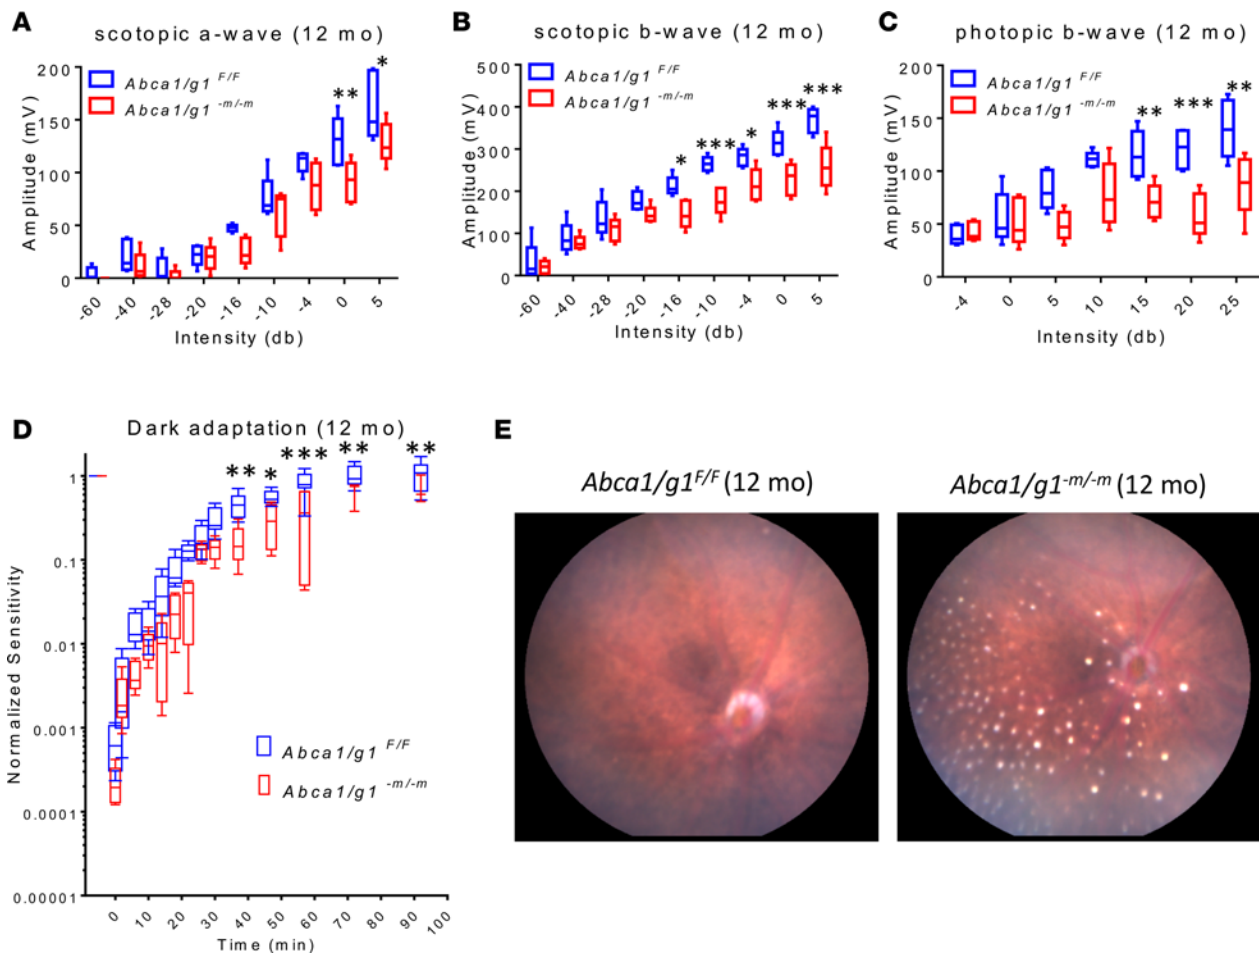 A
scotopic a-wave (12 mo)
Amplitude (mV)
200
150
100
50
0
Abca1/g1 F/F
Abca1/g1 -m/-m
**
*
-60 -40 -28 -20 -16 -10 -4 0 5
Intensity (db)
B
scotopic b-wave (12 mo)
Amplitude (mV)
500
400
300
200
100
0
Abca1/g1 F/F
Abca1/g1 -m/-m
* *** * *** ***
-60 -40 -28 -20 -16 -10 -4 0 5
Intensity (db)
C
photopic b-wave (12 mo)
Amplitude (mV)
200
150
100
50
0
Abca1/g1 F/F
Abca1/g1 -m/-m
** *** **
-4 0 5 10 15 20 25
Intensity (db)
D
Dark adaptation (12 mo)
Normalized Sensitivity
1
0.1
0.01
0.001
0.0001
0.00001
** * *** ** **
Abca1/g1 F/F
Abca1/g1 -m/-m
0 10 20 30 40 50 60 70 80 90 100
Time (min)
E
Abca1/g1F/F (12 mo)
Abca1/g1-m/-m (12 mo)